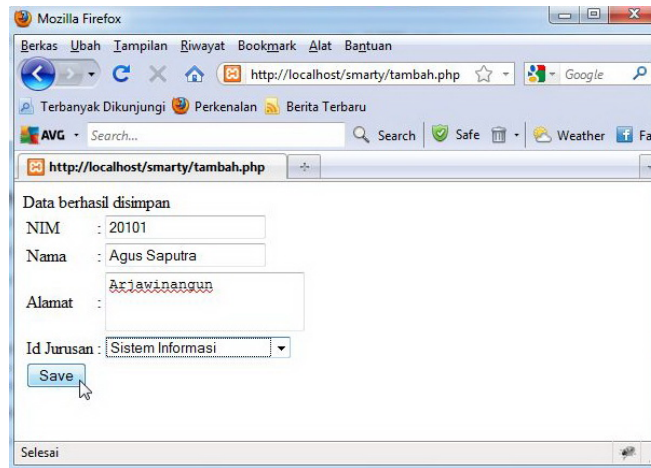 Mozilla Firefox
Berkas Ubah Tampilan Riwayat Bookmark Alat Bantuan
http://localhost/smarty/tambah.php Google
Terbanyak Dikunjungi Perkenalan Berita Terbaru
AVG Search... Search Safe Weather Fa
http://localhost/smarty/tambah.php
Data berhasil disimpan
NIM : 20101
Nama : Agus Saputra
Alamat : Arjawinangun
Id Jurusan : Sistem Informasi
Save
Selesai